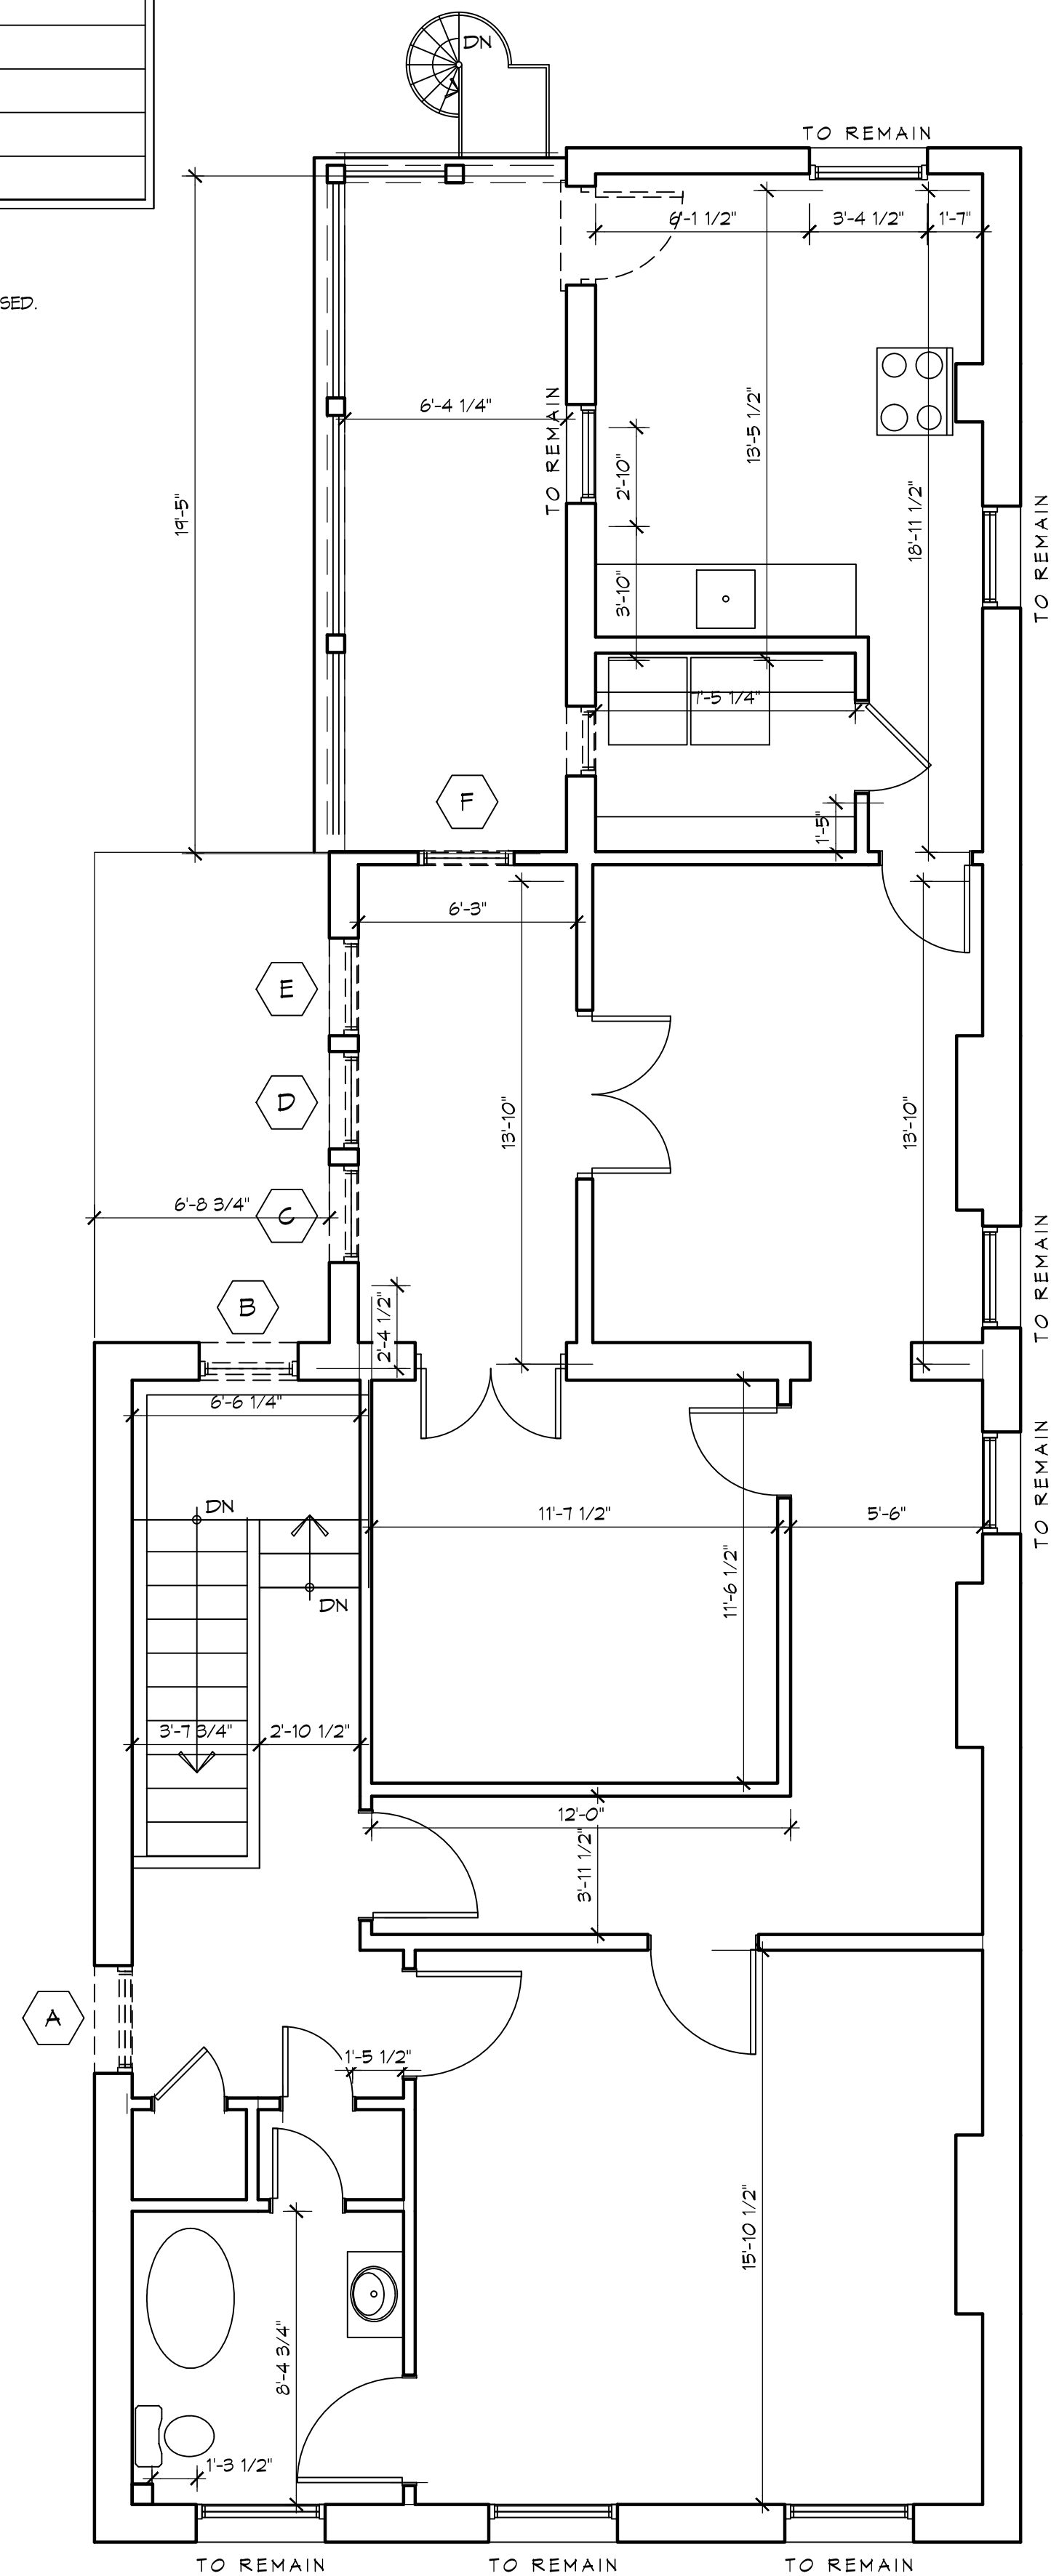 DN
TO REMAIN
6'-1 1/2"
3'-4 1/2"
1'-7"
SED.
6'-4 1/4"
TO REMAIN
13'-5 1/2"
2'-10"
19'-5"
18'-11 1/2"
TO REMAIN
3'-10"
7'-5 1/4"
F
1'-5"
6'-3"
E
D
13'-10"
13'-10"
6'-8 3/4"
C
TO REMAIN
B
2'-4 1/2"
6'-6 1/4"
DN
11'-7 1/2"
5'-6"
TO REMAIN
11'-6 1/2"
DN
3'-7 3/4"
2'-10 1/2"
12'-0"
3'-11 1/2"
A
1'-5 1/2"
15'-10 1/2"
8'-4 3/4"
1'-3 1/2"
TO REMAIN
TO REMAIN
TO REMAIN